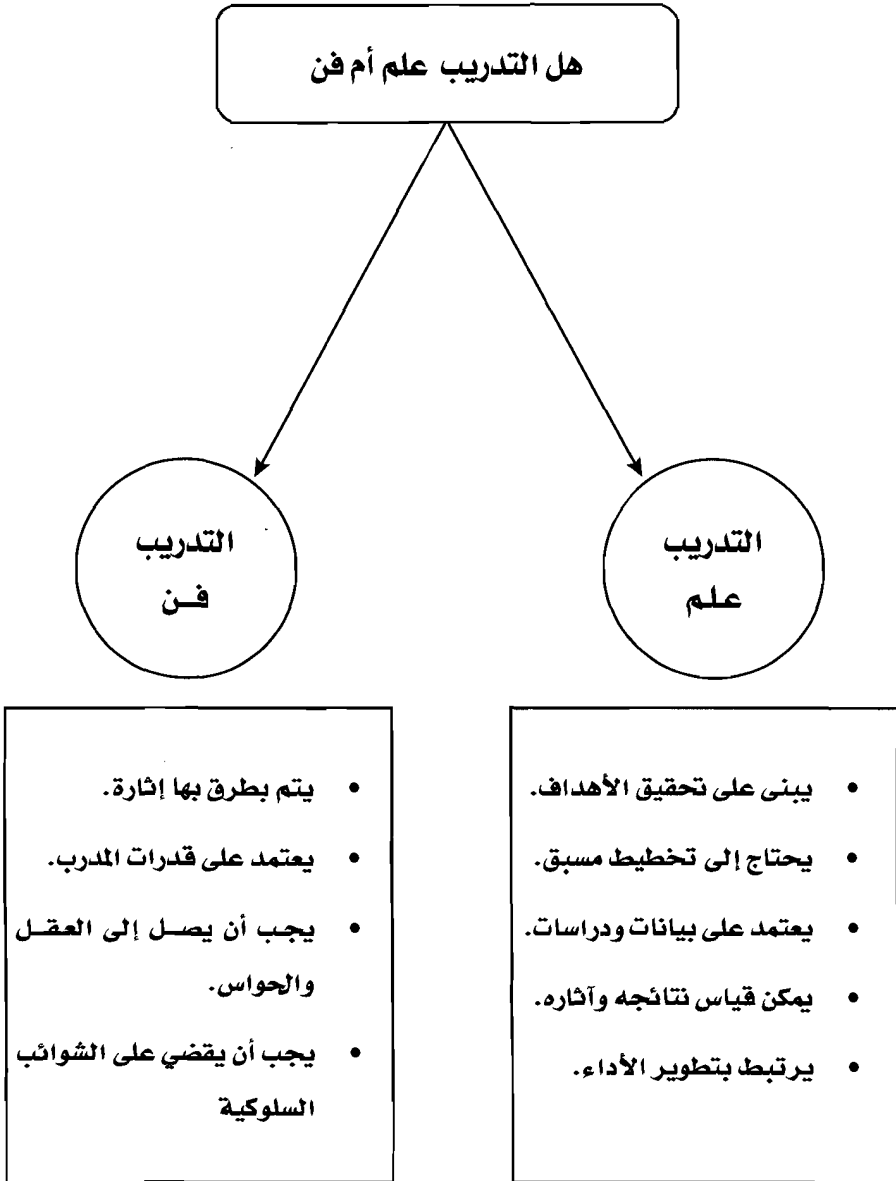 هل التدريب علم أم فن
التدريب
علم
التدريب
فـن
• يبنى على تحقيق الأهداف.
• يحتاج إلى تخطيط مسبق.
• يعتمد على بيانات ودراسات.
• يمكن قياس نتائجه وآثاره.
• يرتبط بتطوير الأداء.
• يتم بطرق بها إثارة.
• يعتمد على قدرات المدرب.
• يجب أن يصـل إلى العقـل
والحواس.
• يجب أن يقضي على الشوائب
السلوكية